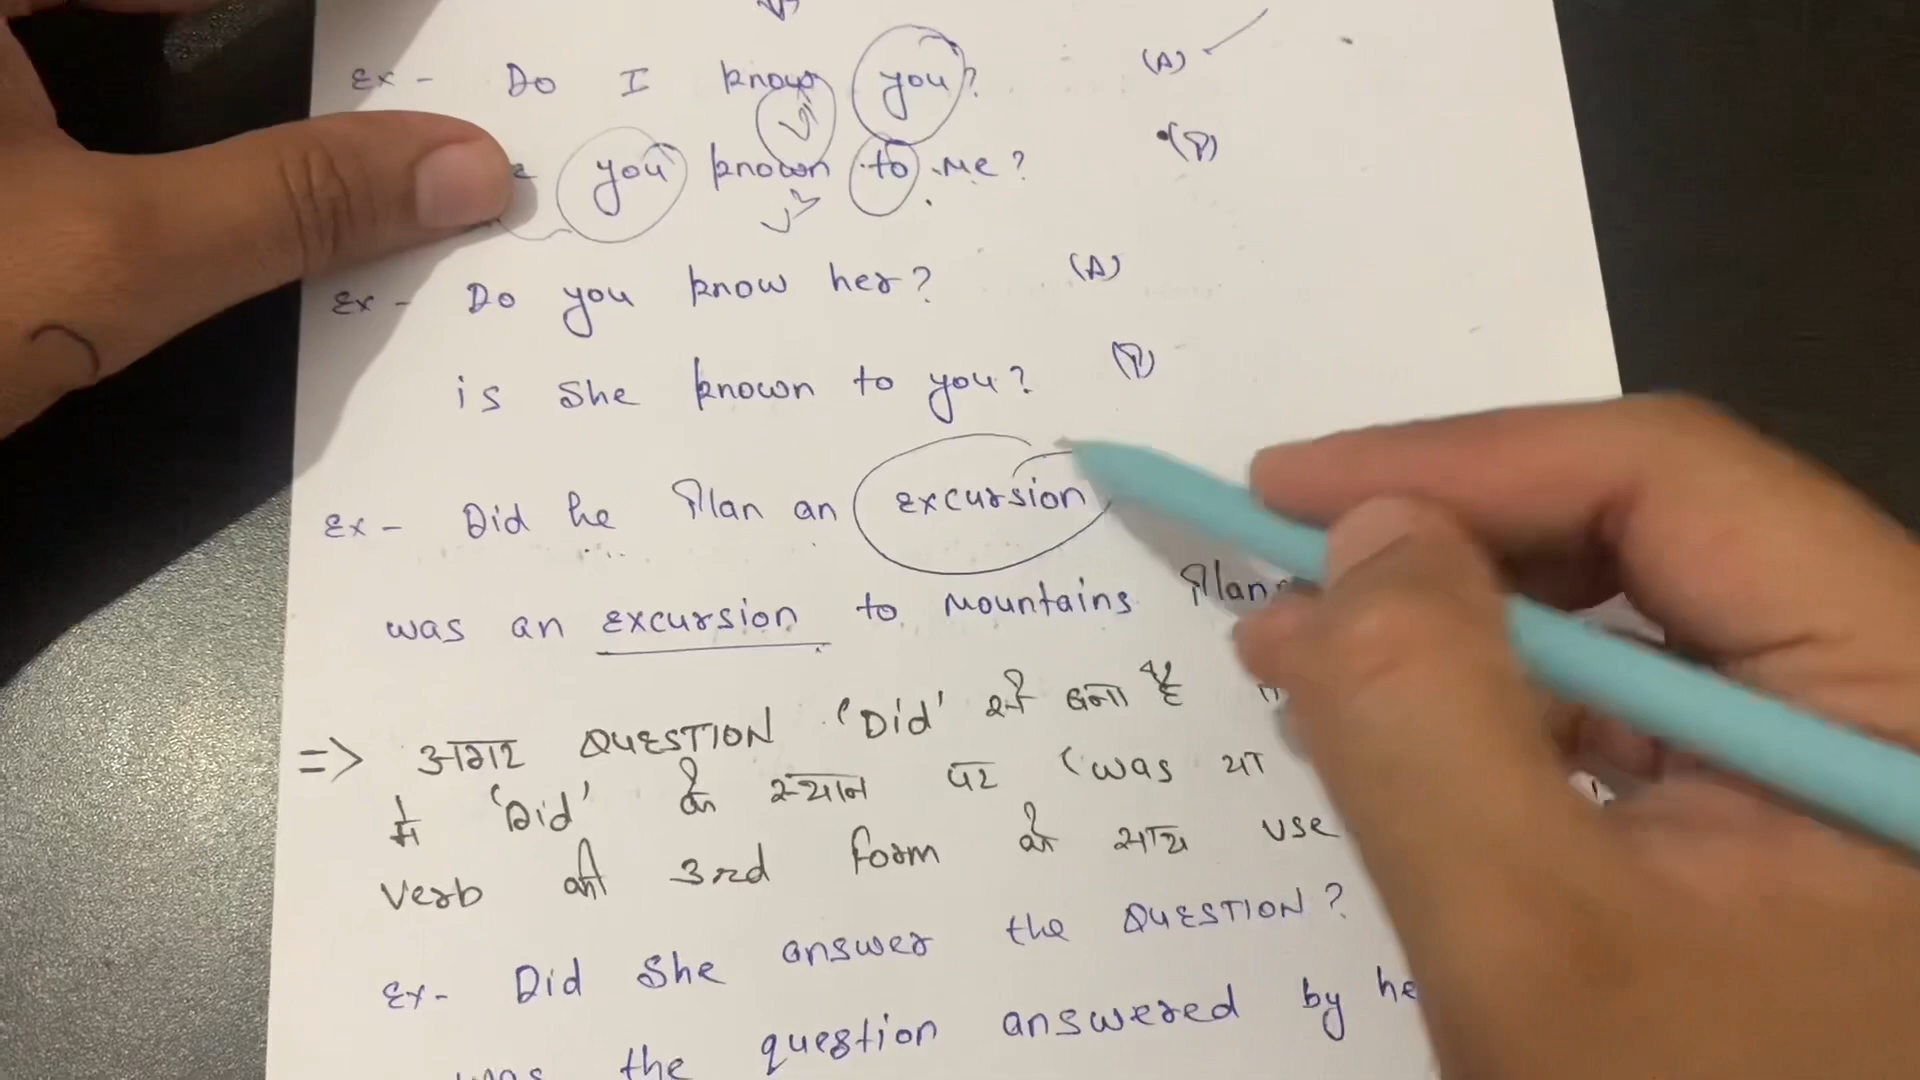 Ex - Do I know you? (A)
you known to me? (P)
V³
Ex - Do you know her? (A)
is she known to you? (P)
Ex - Did he Plan an excursion
was an excursion to mountains Plan
=> अगर QUESTION 'Did' से बना है
में 'Did' के स्थान पर (was या
verb की 3rd form के साथ use
Ex - Did she answer the QUESTION?
was the question answered by he